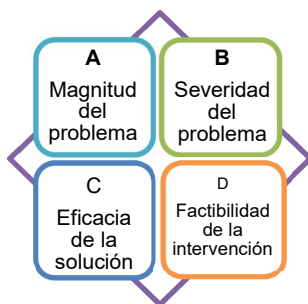 A
Magnitud
del
problema
B
Severidad
del
problema
C
Eficacia
de la
solución
D
Factibilidad
de la
intervención